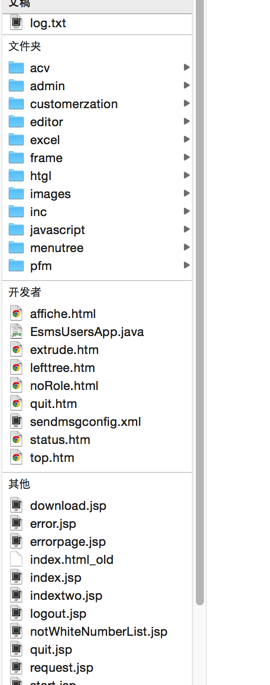 文稿
log.txt
文件夹
acv
admin
customerzation
editor
excel
frame
htgl
images
inc
javascript
menutree
pfm
开发者
affiche.html
EsmsUsersApp.java
extrude.htm
lefttree.htm
noRole.html
quit.htm
sendmsgconfig.xml
status.htm
top.htm
其他
download.jsp
error.jsp
errorpage.jsp
index.html_old
index.jsp
indextwo.jsp
logout.jsp
notWhiteNumberList.jsp
quit.jsp
request.jsp
start.jsp